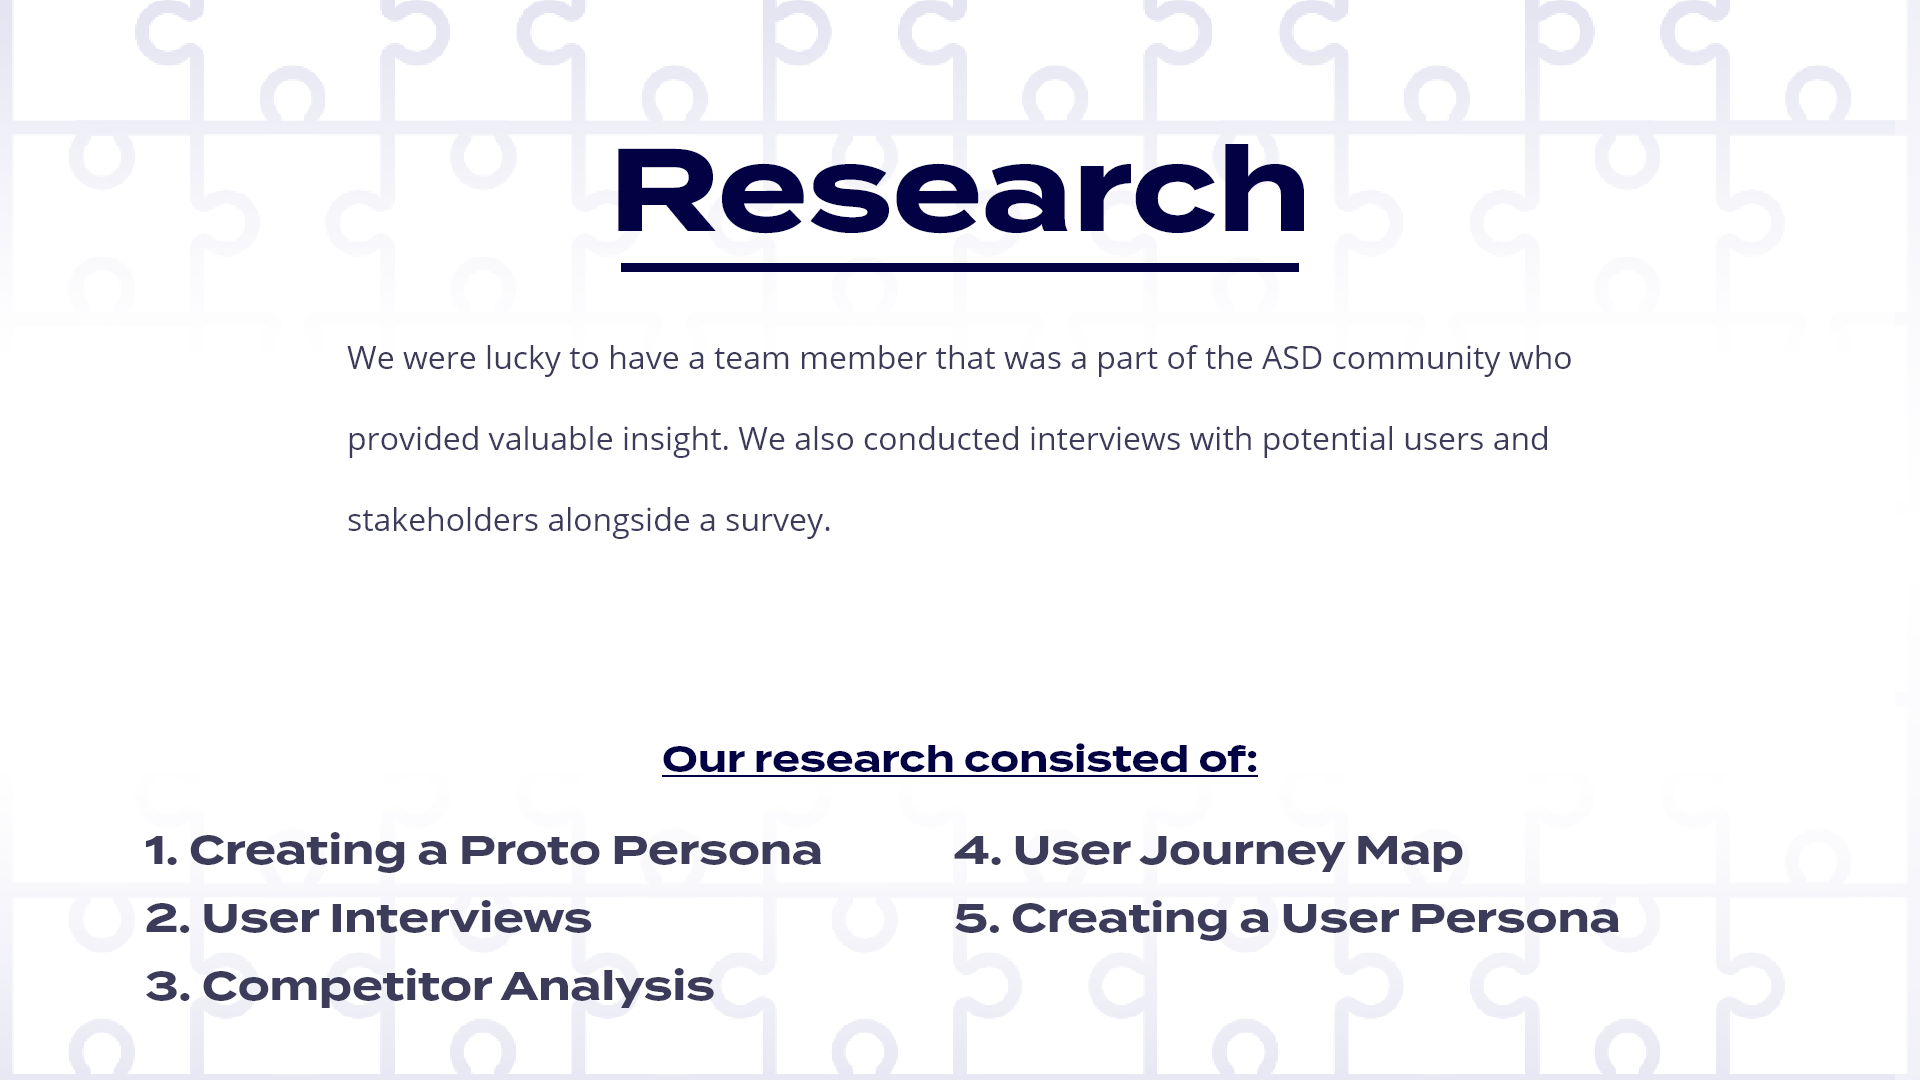 Research
We were lucky to have a team member that was a part of the ASD community who
provided valuable insight. We also conducted interviews with potential users and
stakeholders alongside a survey.
Our research consisted of:
1. Creating a Proto Persona
2. User Interviews
3. Competitor Analysis
4. User Journey Map
5. Creating a User Persona